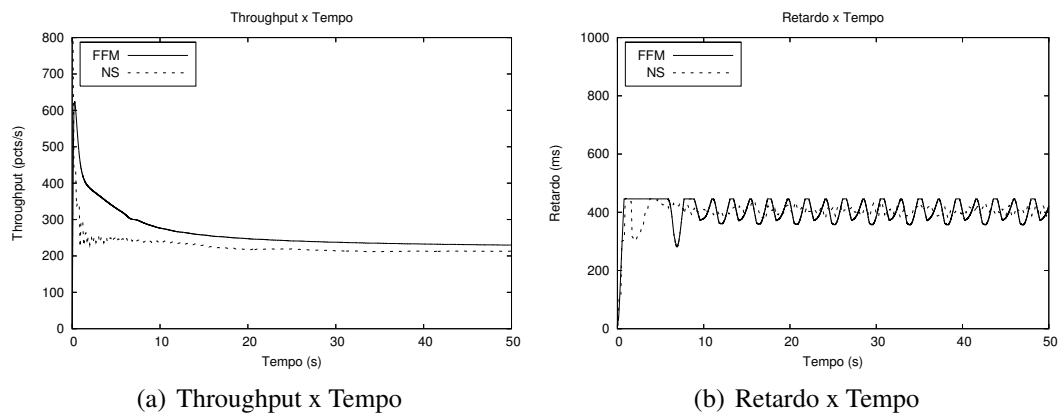 Throughput x Tempo
800
700
600
500
400
300
200
100
0
Throughput (pcts/s)
FFM
NS
0 10 20 30 40 50
Tempo (s)
(a) Throughput x Tempo
Retardo x Tempo
1000
800
600
400
200
0
Retardo (ms)
FFM
NS
0 10 20 30 40 50
Tempo (s)
(b) Retardo x Tempo